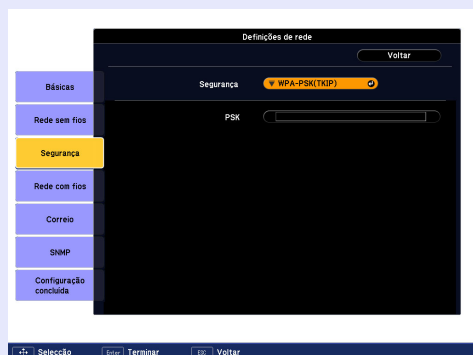 Definições de rede
Voltar
Básicas
Segurança
WPA-PSK(TKIP)
Rede sem fios
PSK
Segurança
Rede com fios
Correio
SNMP
Configuração
concluída
Selecção
Enter Terminar
ESC Voltar